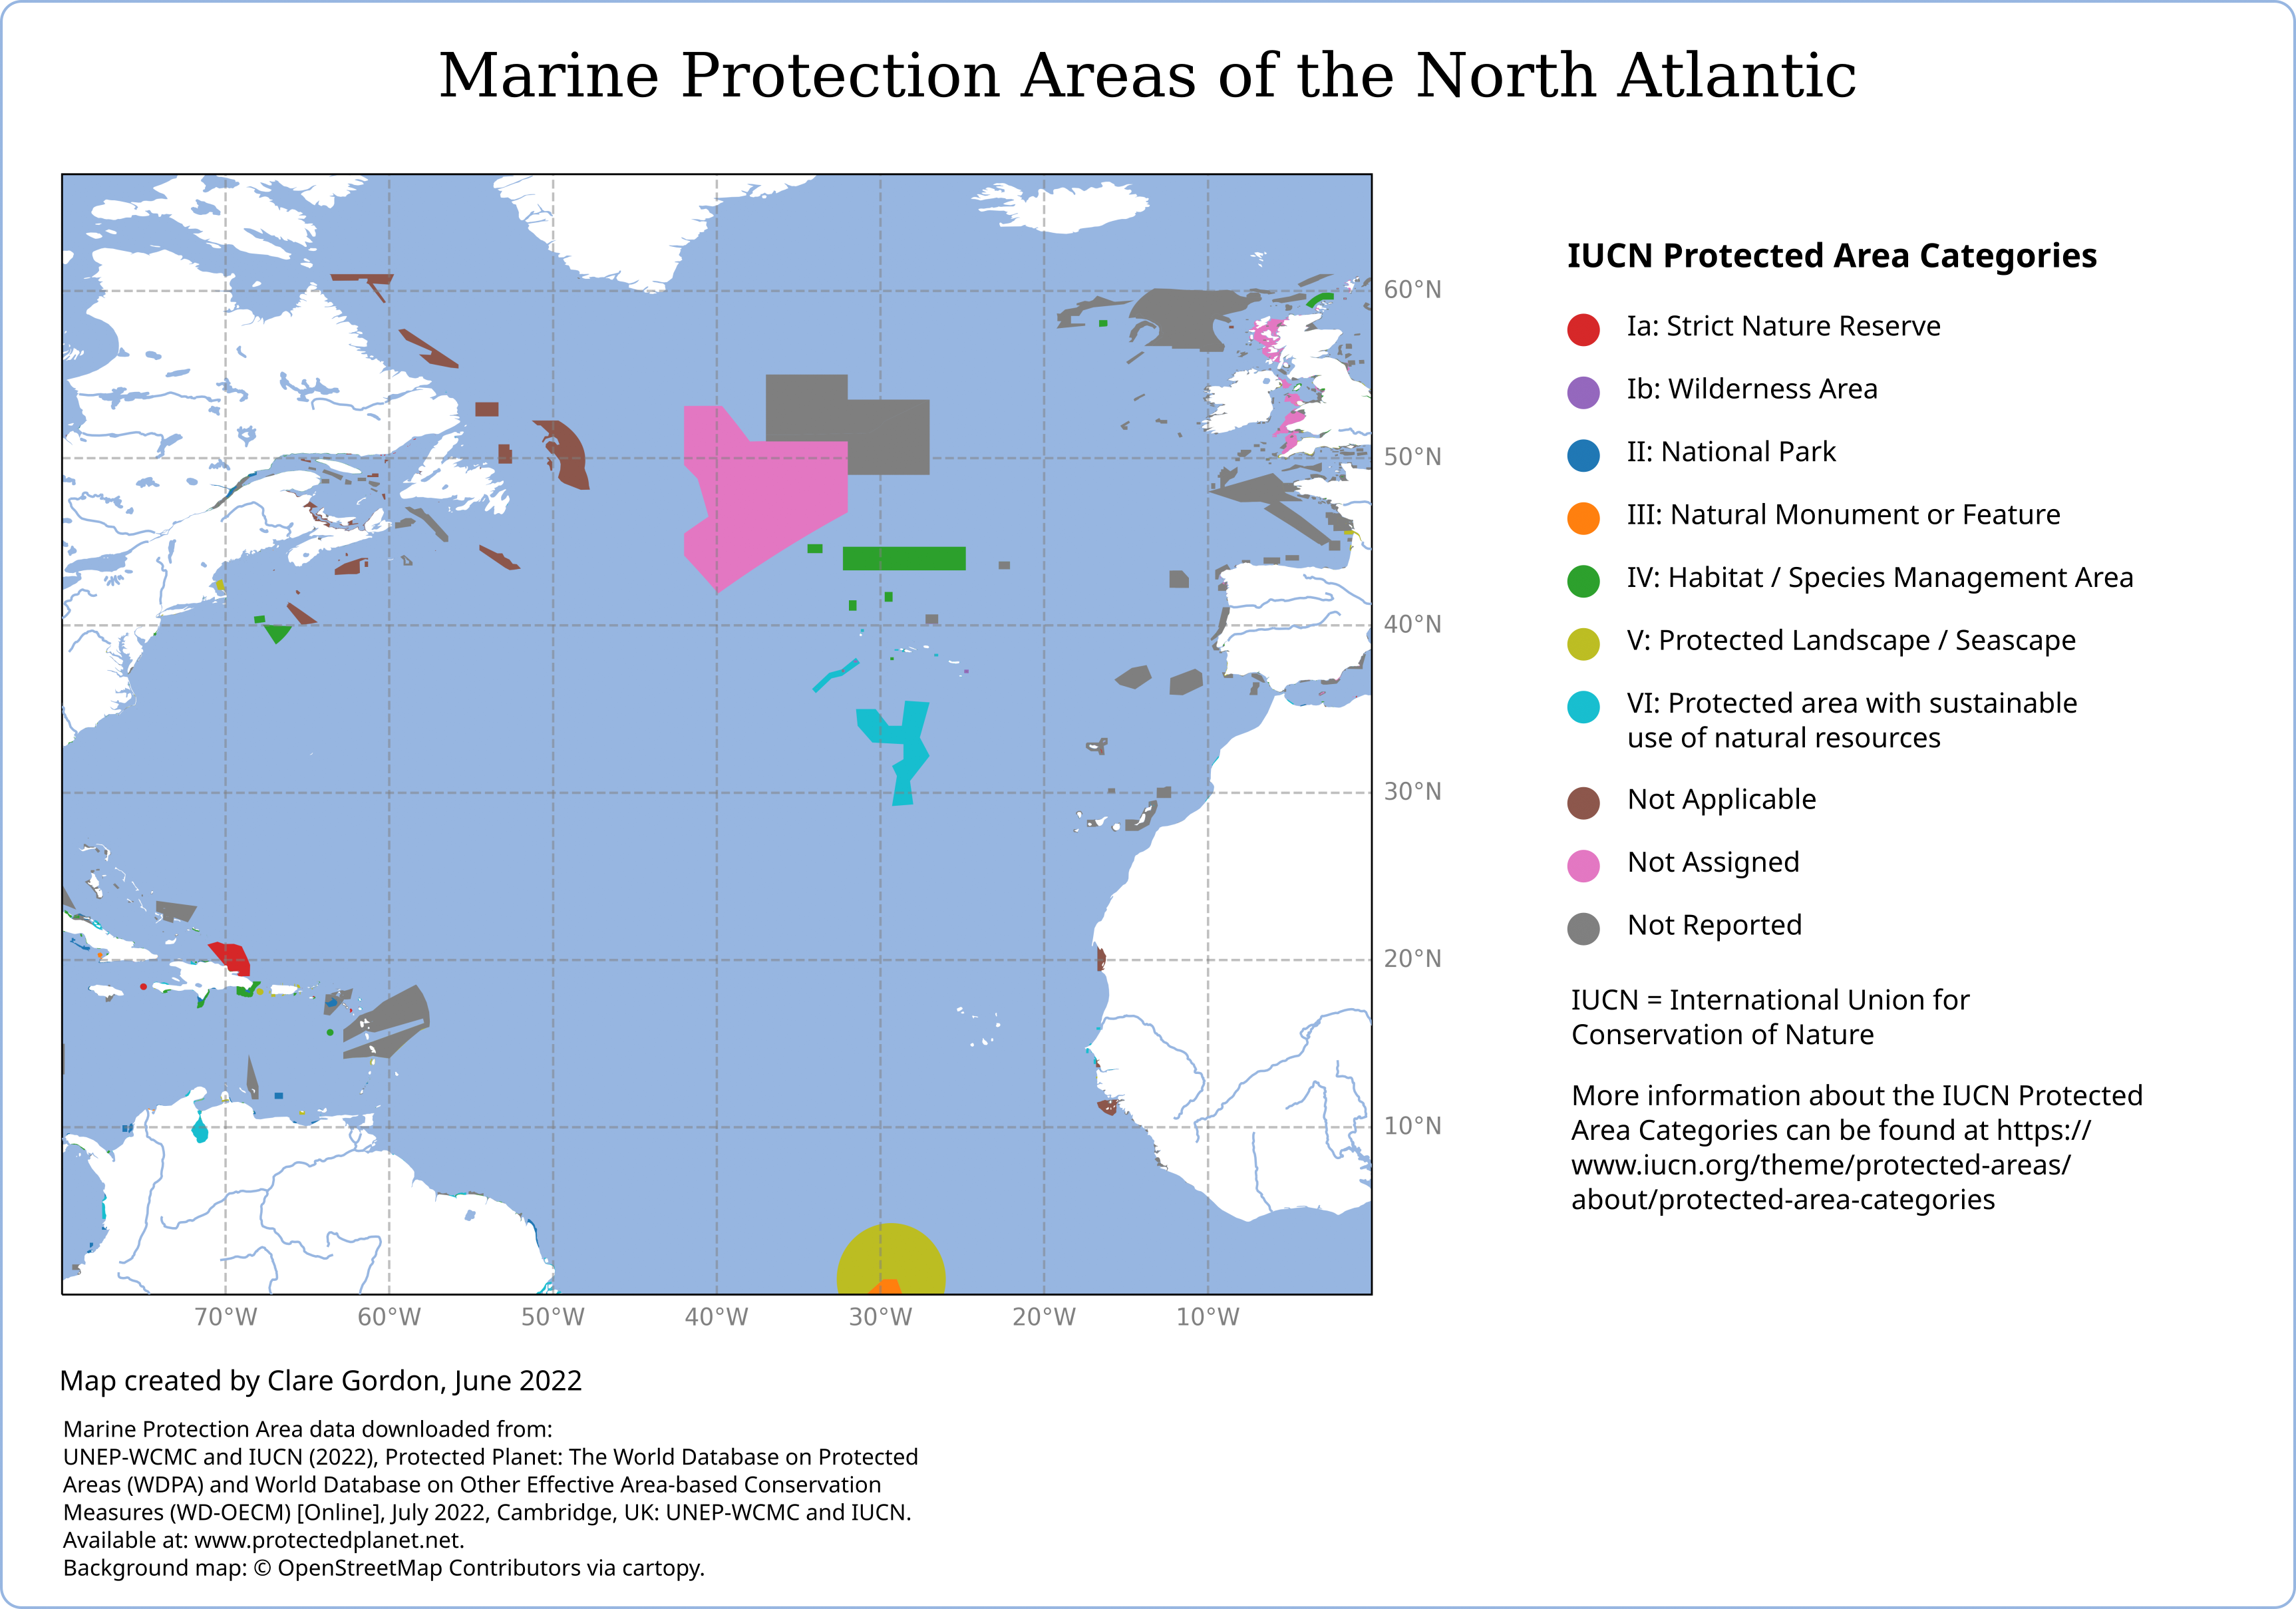 Marine Protection Areas of the North Atlantic
60°N
50°N
40°N
30°N
20°N
10°N
70°W
60°W
50°W
40°W
30°W
20°W
10°W
IUCN Protected Area Categories
Ia: Strict Nature Reserve
Ib: Wilderness Area
II: National Park
III: Natural Monument or Feature
IV: Habitat / Species Management Area
V: Protected Landscape / Seascape
VI: Protected area with sustainable
use of natural resources
Not Applicable
Not Assigned
Not Reported
IUCN = International Union for
Conservation of Nature
More information about the IUCN Protected
Area Categories can be found at https://
www.iucn.org/theme/protected-areas/
about/protected-area-categories
Map created by Clare Gordon, June 2022
Marine Protection Area data downloaded from:
UNEP-WCMC and IUCN (2022), Protected Planet: The World Database on Protected
Areas (WDPA) and World Database on Other Effective Area-based Conservation
Measures (WD-OECM) [Online], July 2022, Cambridge, UK: UNEP-WCMC and IUCN.
Available at: www.protectedplanet.net.
Background map: © OpenStreetMap Contributors via cartopy.